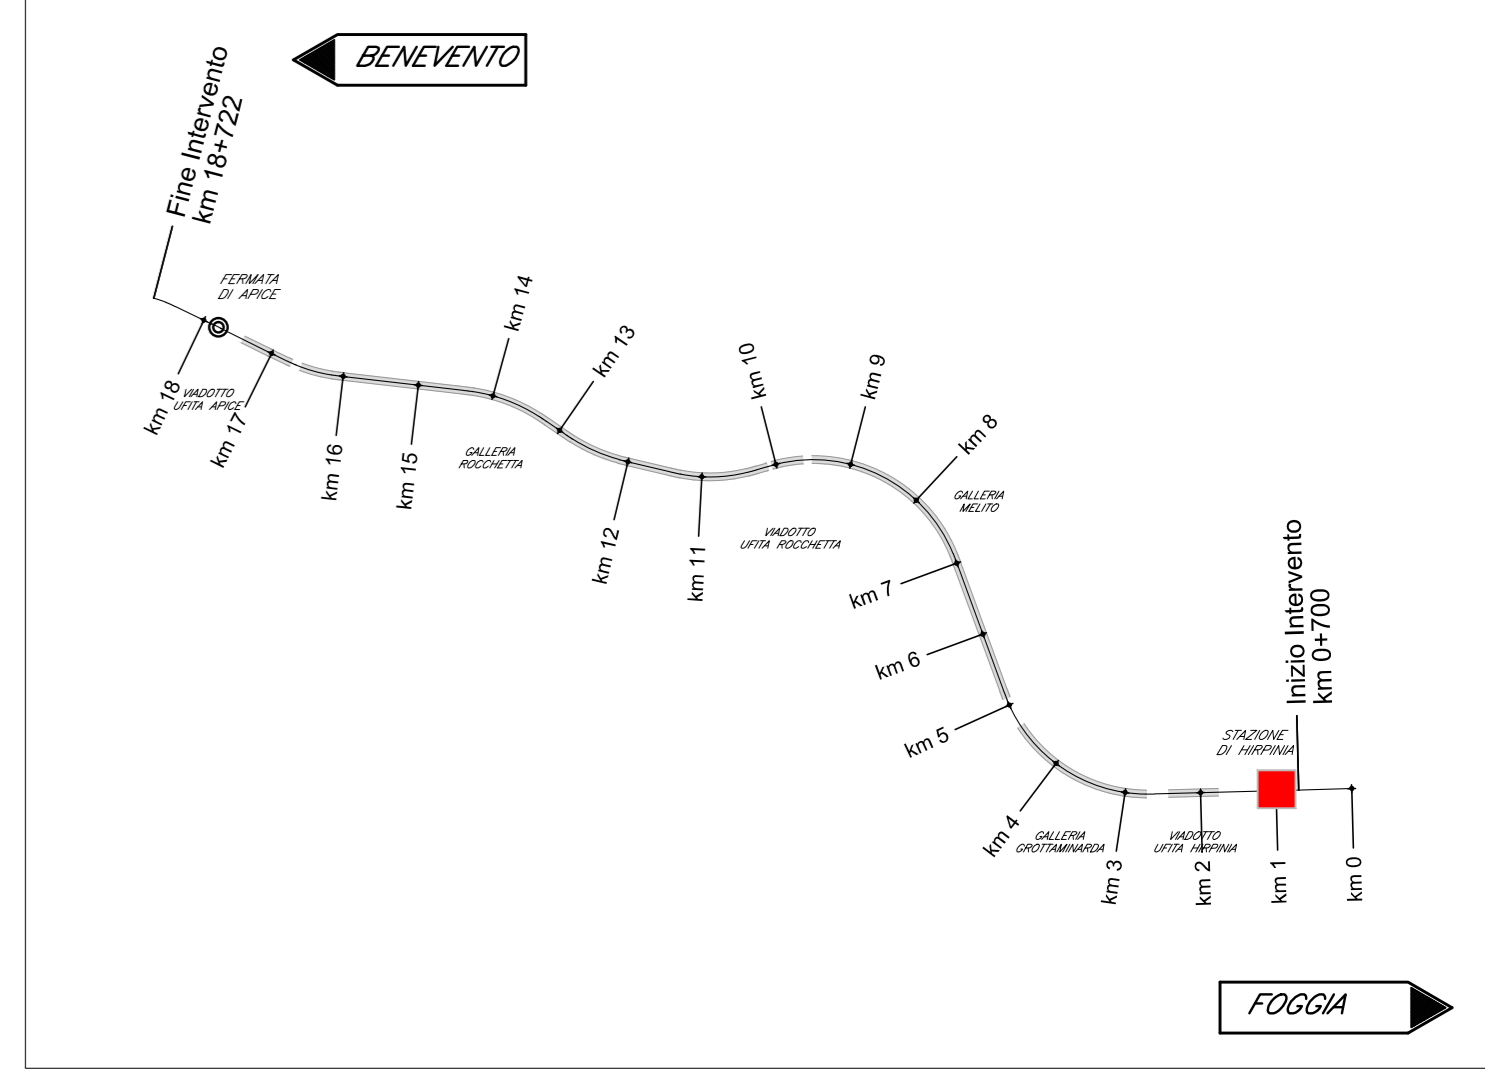 BENEVENTO
Fine Intervento
km 18+722
FERMATA
DI APICE
km 18
VIADOTTO
UFITA APICE
km 17
km 16
km 15
km 14
GALLERIA
ROCCHETTA
km 13
km 12
km 11
km 10
VIADOTTO
UFITA ROCCHETTA
km 9
km 8
GALLERIA
MELITO
km 7
km 6
km 5
km 4
GALLERIA
GROTTAMINARDA
km 3
VIADOTTO
UFITA HIRPINIA
km 2
STAZIONE
DI HIRPINIA
Inizio Intervento
km 0+700
km 1
km 0
FOGGIA